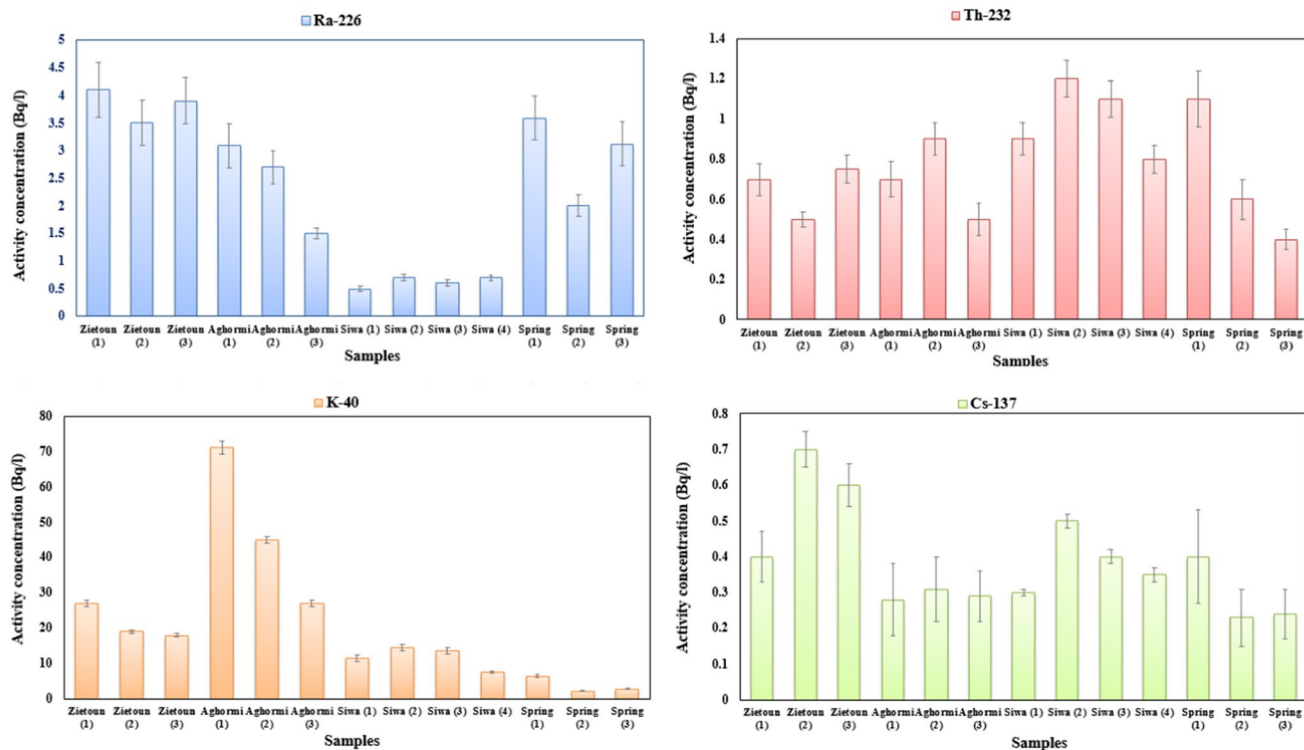 Ra-226
5
4.5
4
3.5
3
2.5
2
1.5
1
0.5
0
Activity concentration (Bq/l)
Zietoun (1)
Zietoun (2)
Zietoun (3)
Aghormi (1)
Aghormi (2)
Aghormi (3)
Siwa (1)
Siwa (2)
Siwa (3)
Siwa (4)
Spring (1)
Spring (2)
Spring (3)
Samples
Th-232
1.4
1.2
1
0.8
0.6
0.4
0.2
0
Activity concentration (Bq/l)
Zietoun (1)
Zietoun (2)
Zietoun (3)
Aghormi (1)
Aghormi (2)
Aghormi (3)
Siwa (1)
Siwa (2)
Siwa (3)
Siwa (4)
Spring (1)
Spring (2)
Spring (3)
Samples
K-40
80
70
60
50
40
30
20
10
0
Activity concentration (Bq/l)
Zietoun (1)
Zietoun (2)
Zietoun (3)
Aghormi (1)
Aghormi (2)
Aghormi (3)
Siwa (1)
Siwa (2)
Siwa (3)
Siwa (4)
Spring (1)
Spring (2)
Spring (3)
Samples
Cs-137
0.8
0.7
0.6
0.5
0.4
0.3
0.2
0.1
0
Activity concentration (Bq/l)
Zietoun (1)
Zietoun (2)
Zietoun (3)
Aghormi (1)
Aghormi (2)
Aghormi (3)
Siwa (1)
Siwa (2)
Siwa (3)
Siwa (4)
Spring (1)
Spring (2)
Spring (3)
Samples